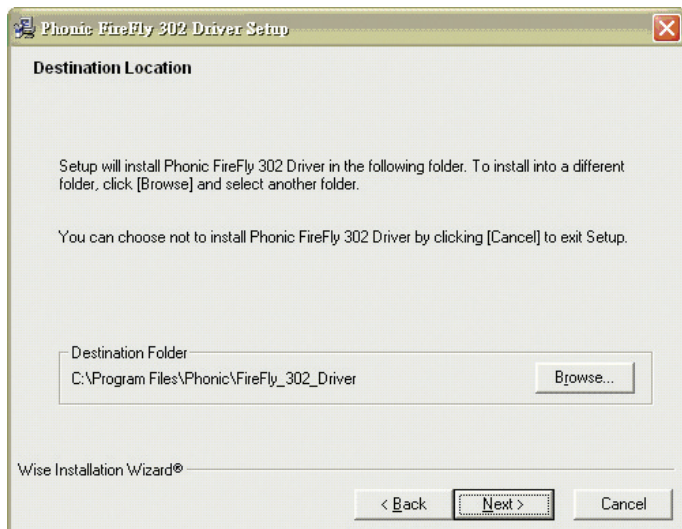 Phonic FireFly 302 Driver Setup
Destination Location
Setup will install Phonic FireFly 302 Driver in the following folder. To install into a different
folder, click [Browse] and select another folder.
You can choose not to install Phonic FireFly 302 Driver by clicking [Cancel] to exit Setup.
Destination Folder
C:\Program Files\Phonic\FireFly_302_Driver
Browse...
Wise Installation Wizard®
< Back
Next >
Cancel